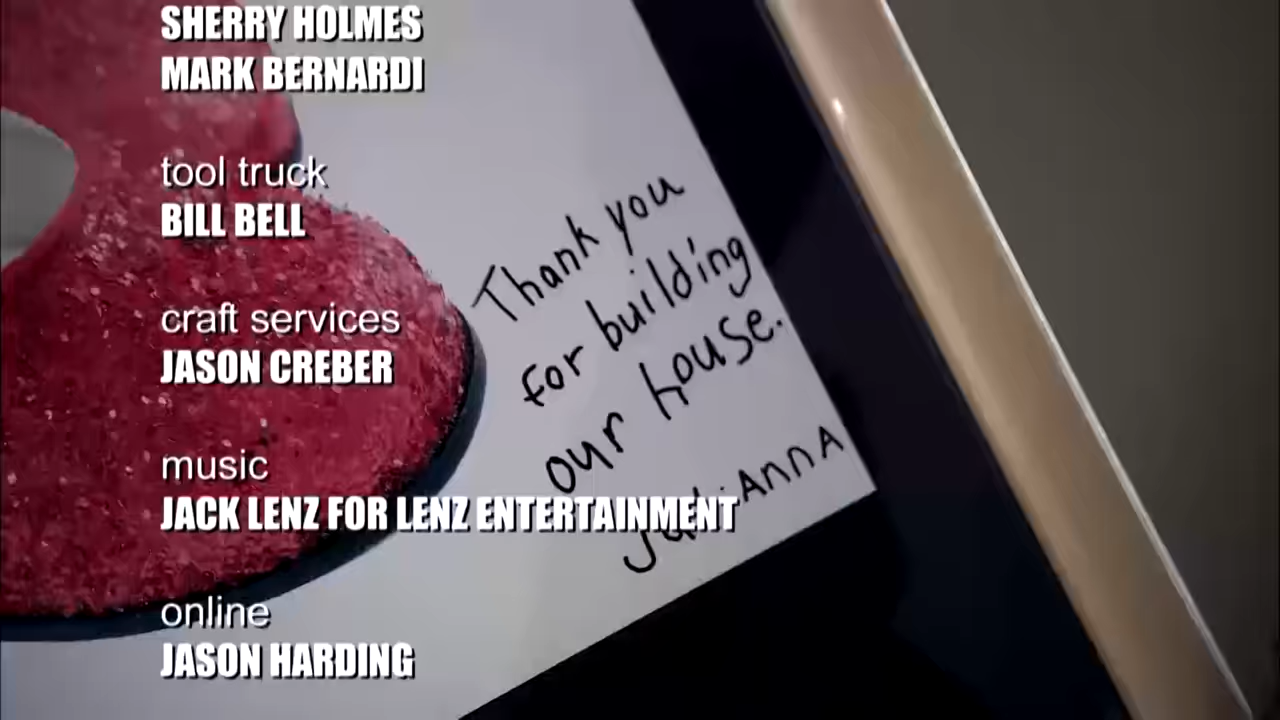 SHERRY HOLMES
MARK BERNARDI
tool truck
BILL BELL
craft services
JASON CREBER
music
JACK LENZ FOR LENZ ENTERTAINMENT
online
JASON HARDING
Thank you
for building
our house.